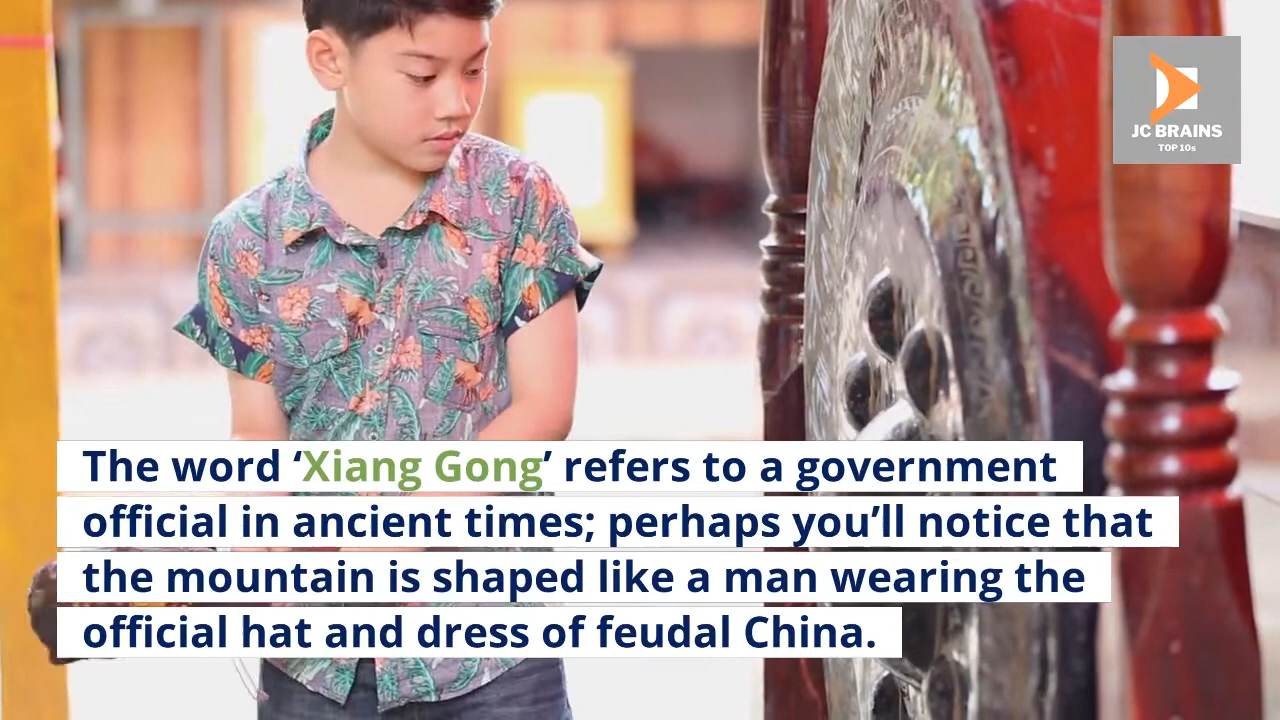 JC BRAINS
TOP 10s
The word ‘Xiang Gong’ refers to a government
official in ancient times; perhaps you’ll notice that
the mountain is shaped like a man wearing the
official hat and dress of feudal China.